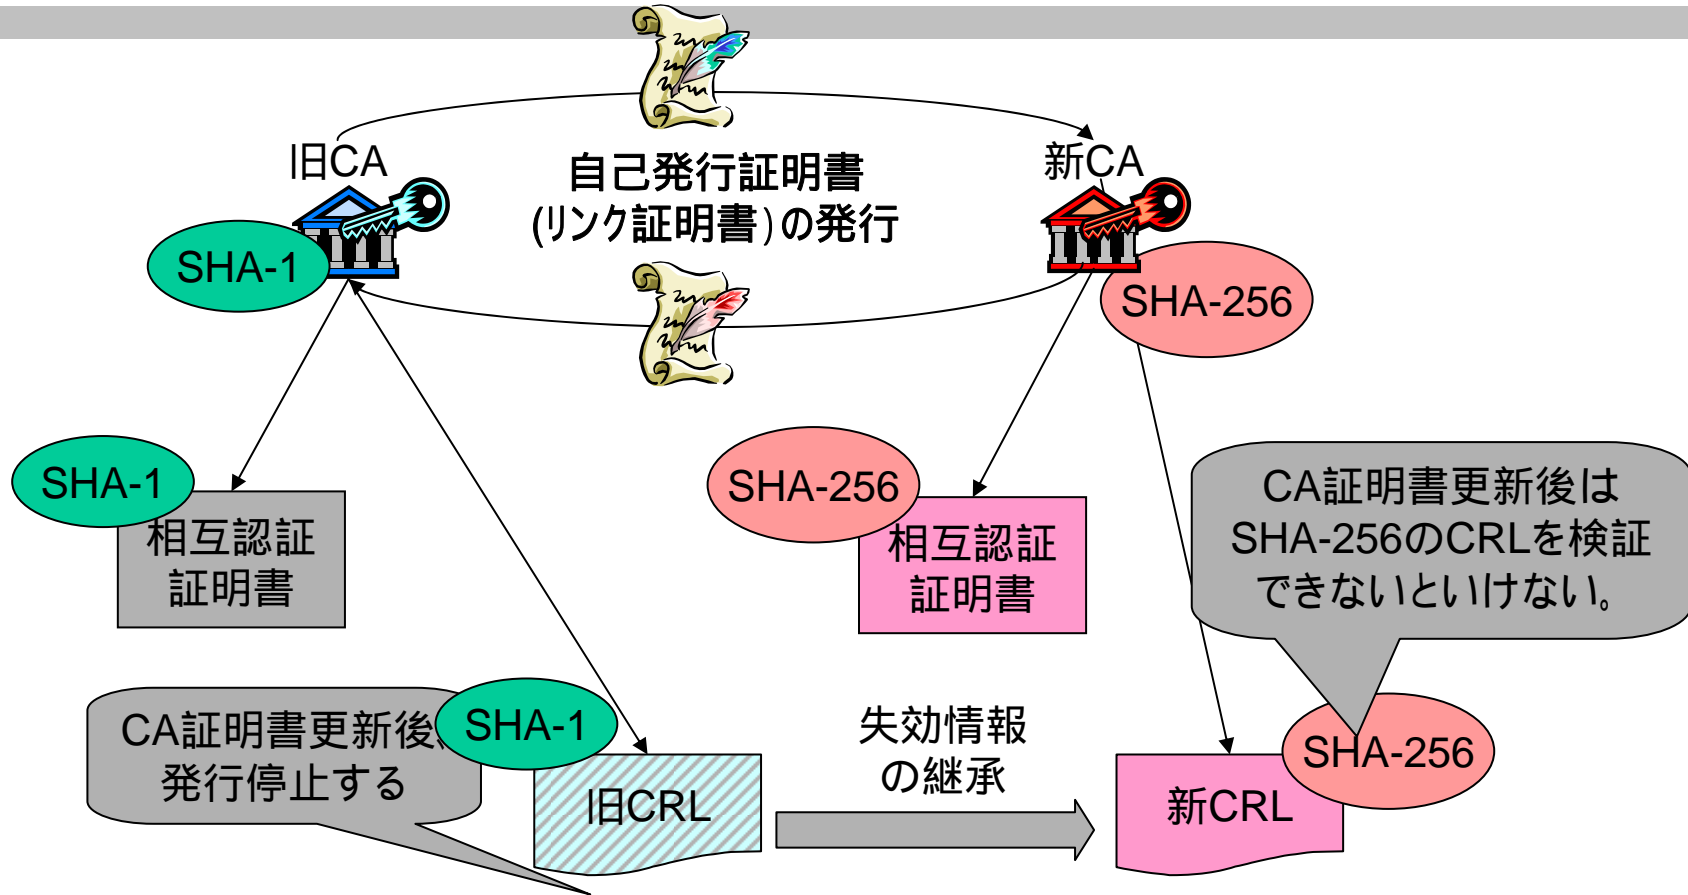 旧CA
自己発行証明書
(リンク証明書)の発行
新CA
SHA-1
SHA-256
SHA-1
相互認証
証明書
SHA-256
相互認証
証明書
CA証明書更新後は
SHA-256のCRLを検証
できないといけない。
CA証明書更新後、
発行停止する
SHA-1
旧CRL
失効情報
の継承
新CRL
SHA-256